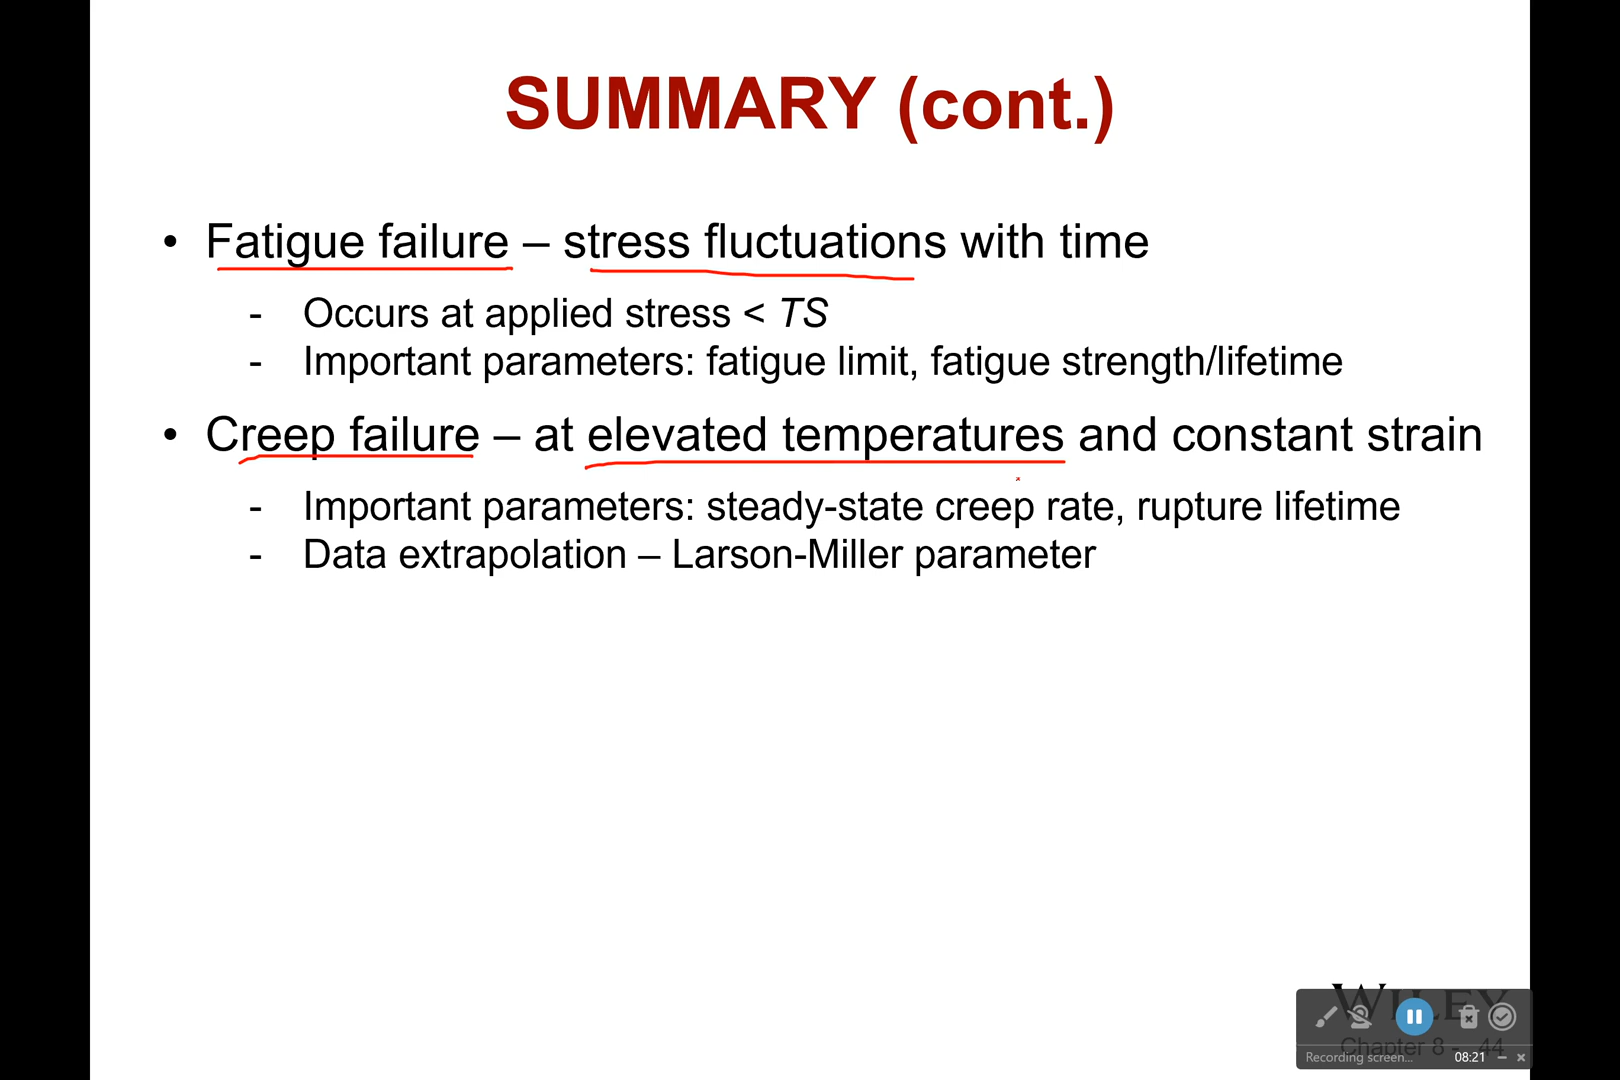 SUMMARY (cont.)
• Fatigue failure – stress fluctuations with time
- Occurs at applied stress < TS
- Important parameters: fatigue limit, fatigue strength/lifetime
• Creep failure – at elevated temperatures and constant strain
- Important parameters: steady-state creep rate, rupture lifetime
- Data extrapolation – Larson-Miller parameter
WILEY
Chapter 8 - 44
Recording screen... 08:21